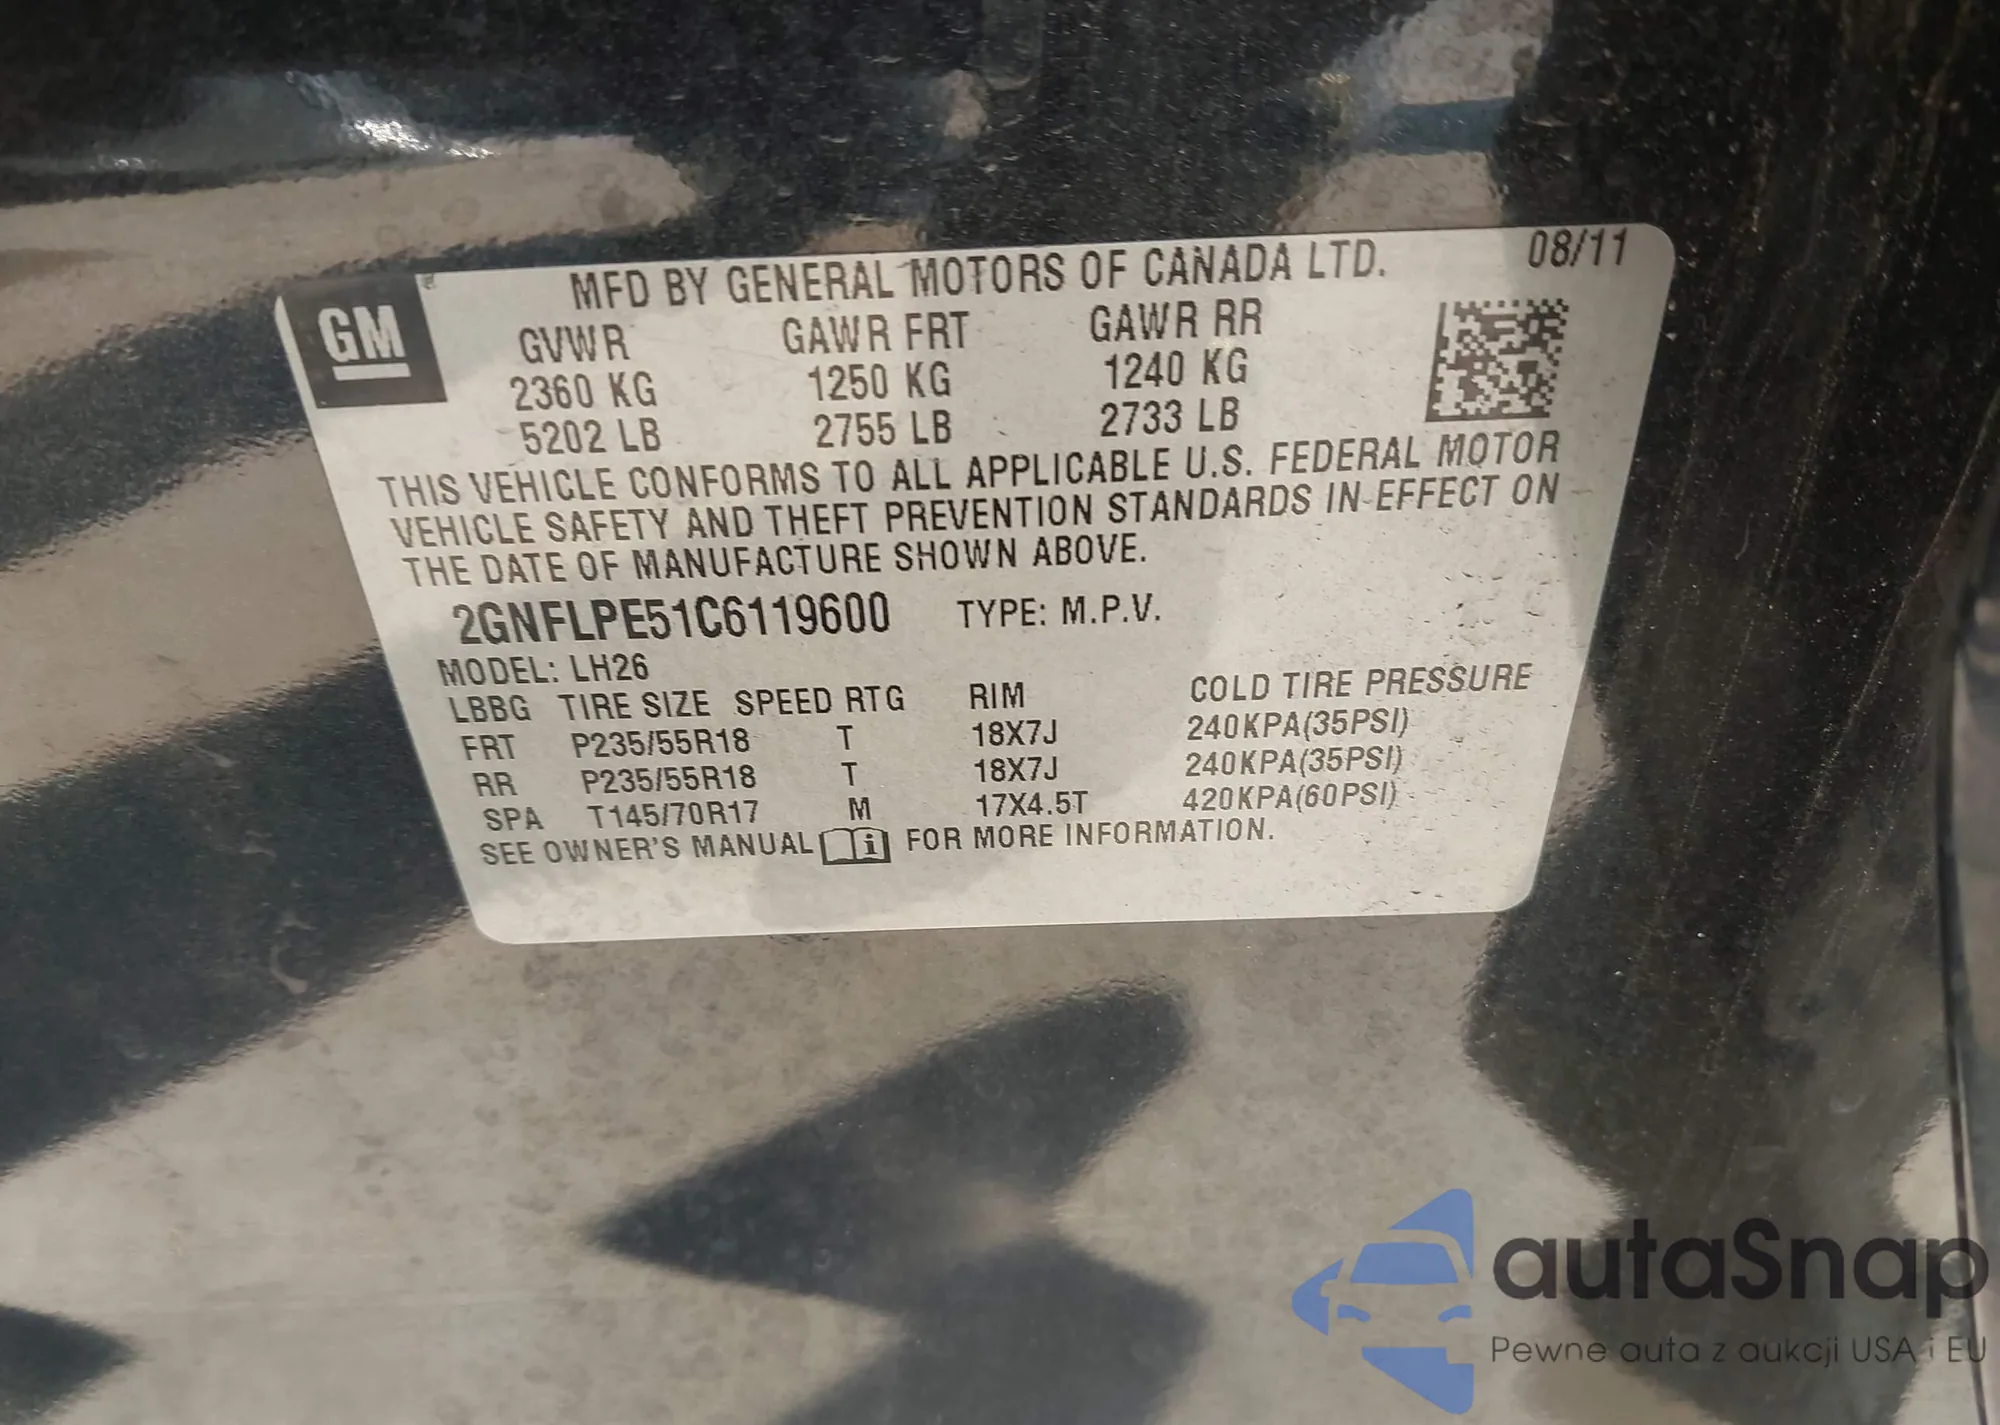 GM
MFD BY GENERAL MOTORS OF CANADA LTD. 08/11
GVWR GAWR FRT GAWR RR
2360 KG 1250 KG 1240 KG
5202 LB 2755 LB 2733 LB
THIS VEHICLE CONFORMS TO ALL APPLICABLE U.S. FEDERAL MOTOR
VEHICLE SAFETY AND THEFT PREVENTION STANDARDS IN EFFECT ON
THE DATE OF MANUFACTURE SHOWN ABOVE.
2GNFLPE51C6119600 TYPE: M.P.V.
MODEL: LH26
LBBG TIRE SIZE SPEED RTG RIM COLD TIRE PRESSURE
FRT P235/55R18 T 18X7J 240KPA(35PSI)
RR P235/55R18 T 18X7J 240KPA(35PSI)
SPA T145/70R17 M 17X4.5T 420KPA(60PSI)
SEE OWNER'S MANUAL i FOR MORE INFORMATION.
autaSnap
Pewne auta z aukcji USA i EU